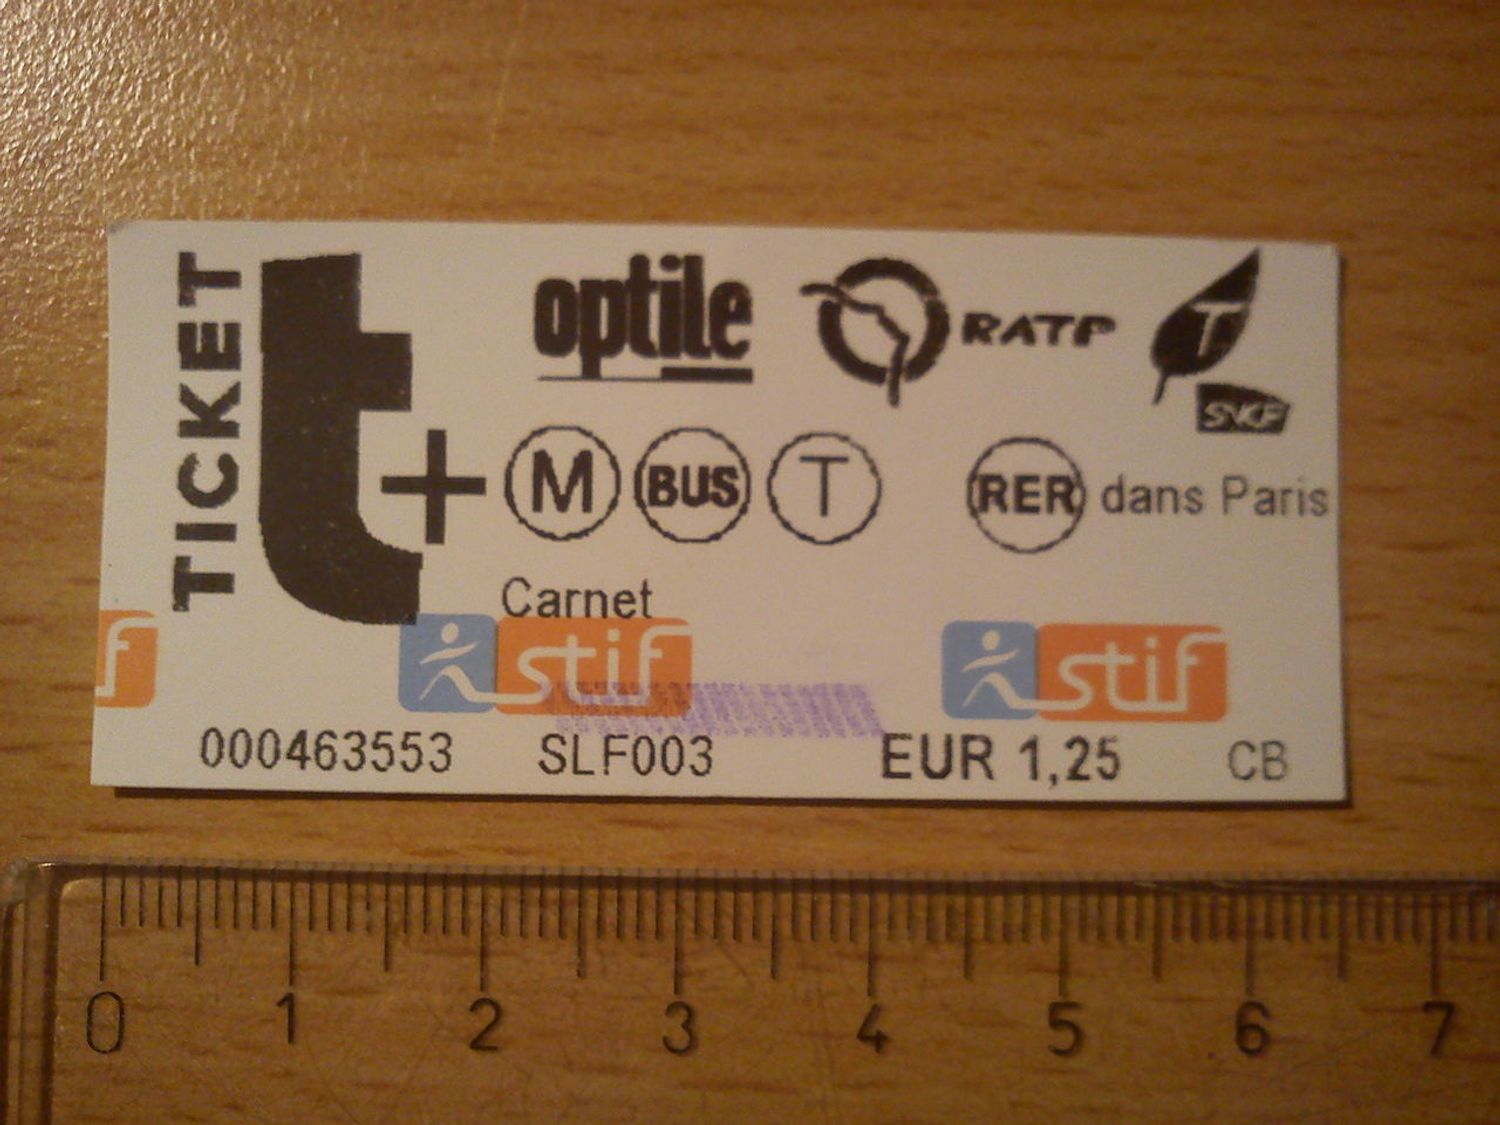 TICKET
t+
optile
RATP
T
SNCF
M BUS T RER dans Paris
Carnet
f stif stif
000463553 SLF003 EUR 1,25 CB
0 1 2 3 4 5 6 7